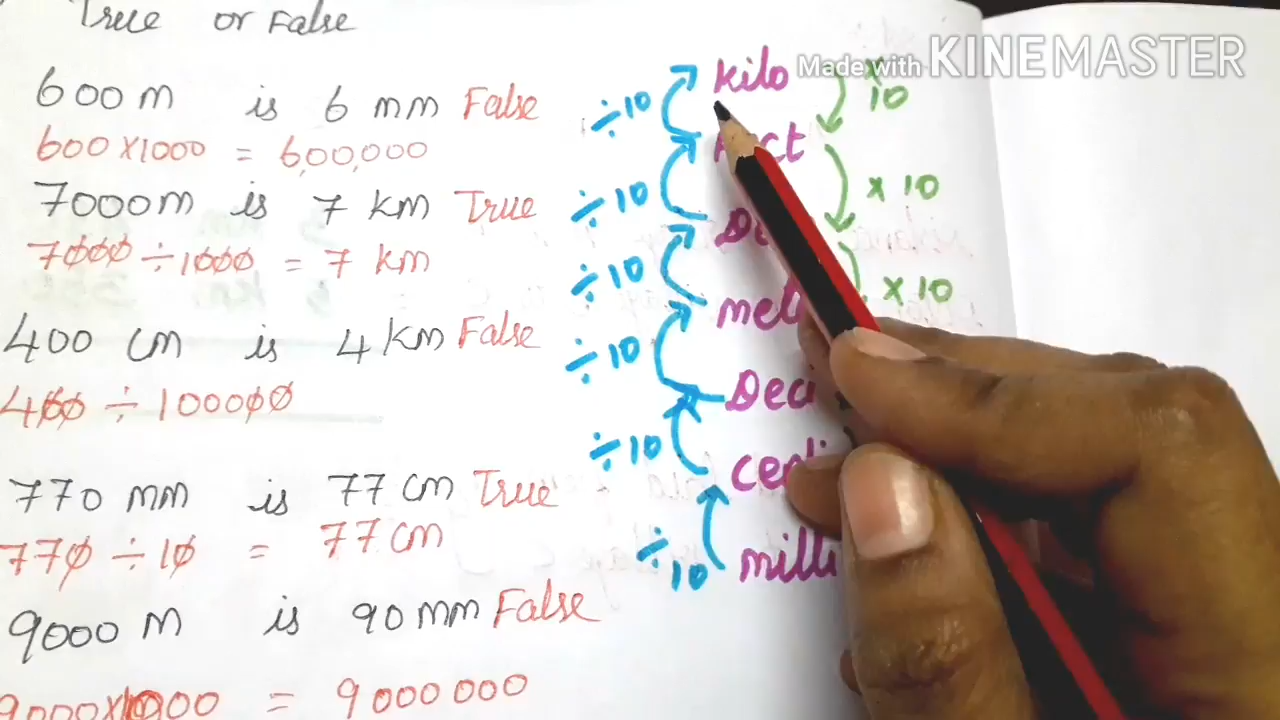 True or False
600 m is 6 mm False
600 X 1000 = 6,00,000
7000 m is 7 km True
7000 ÷ 1000 = 7 km
400 cm is 4 km False
400 ÷ 100000
770 mm is 77 cm True
770 ÷ 10 = 77 cm
9000 m is 90 mm False
9000 X 1000 = 9000 000
Made with KINEMASTER
kilo
Deci
milli
÷10
÷10
÷10
÷10
÷10
÷10
X 10
X 10
X 10